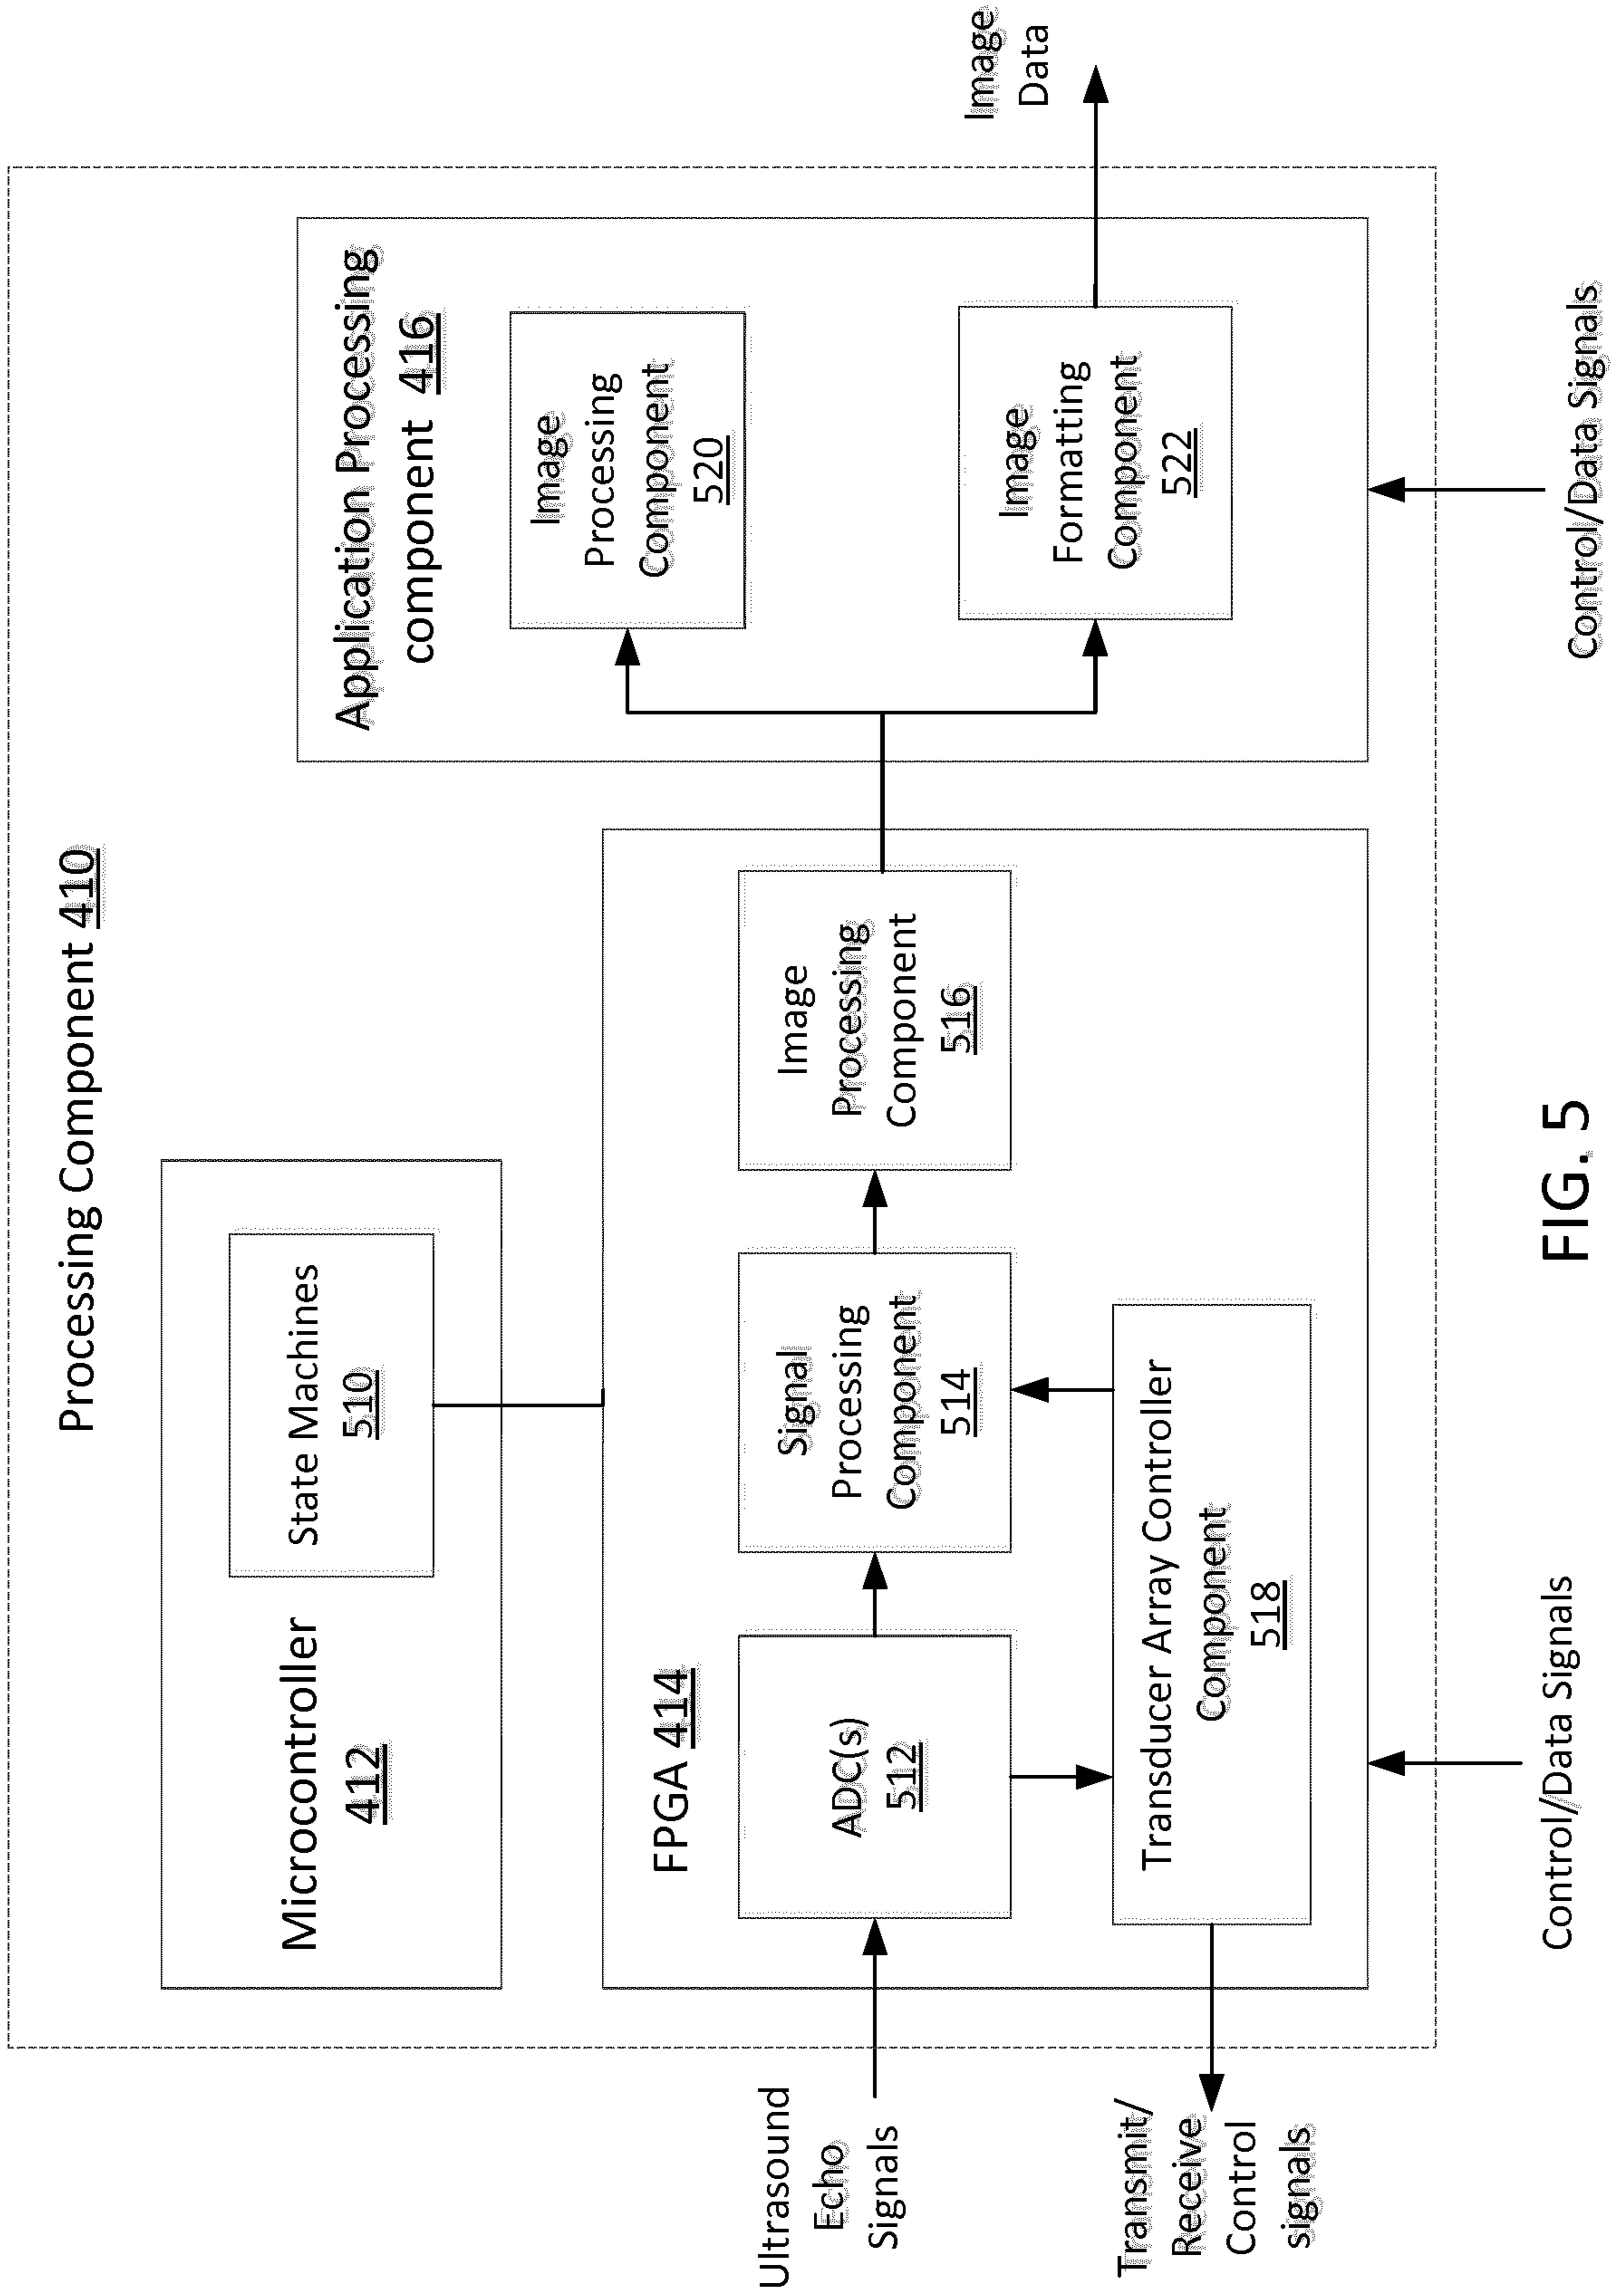 Processing Component 410
Microcontroller
412
State Machines
510
Application Processing
component 416
Image
Processing
Component
520
Image
Formatting
Component
522
Image
Data
FPGA 414
Ultrasound
Echo
Signals
ADC(s)
512
Signal
Processing
Component
514
Image
Processing
Component
516
Transducer Array Controller
Component
518
Transmit/
Receive
Control
signals
Control/Data Signals
Control/Data Signals
FIG. 5